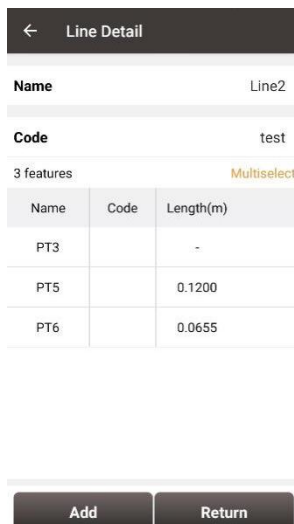 ← Line Detail
Name Line2
Code test
3 features Multiselect
Name Code Length(m)
PT3 -
PT5 0.1200
PT6 0.0655
Add Return